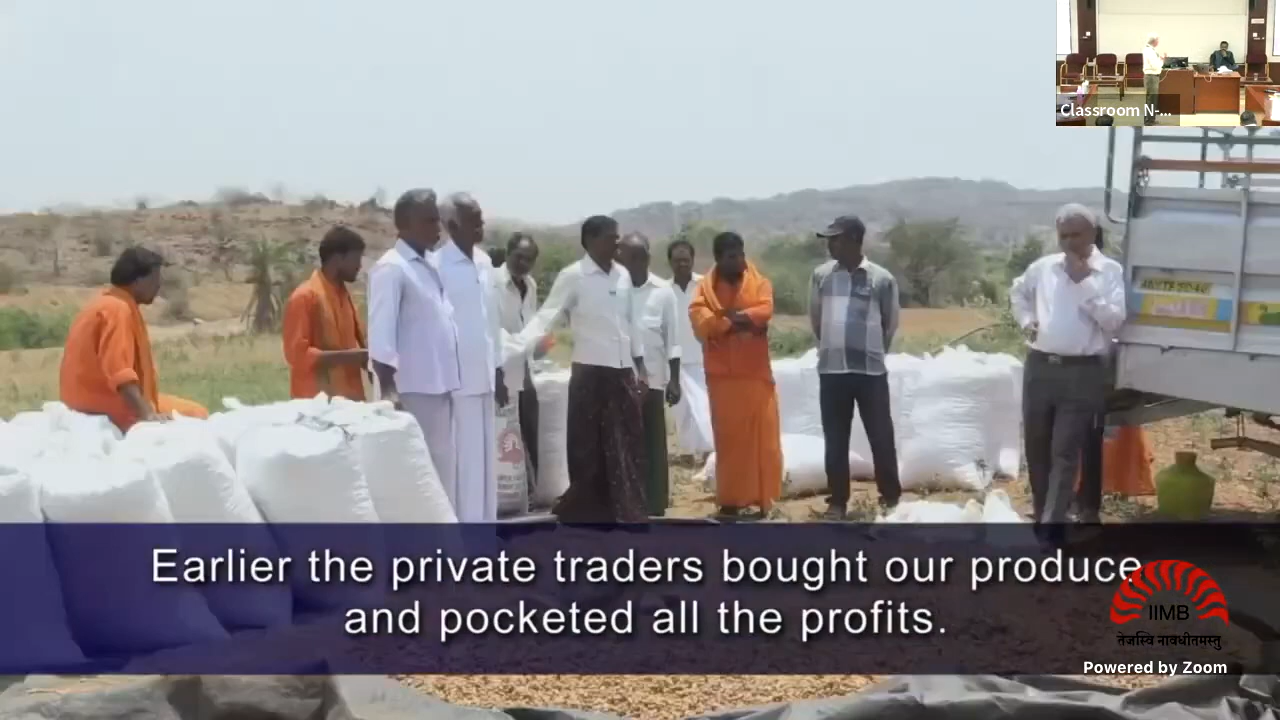 Classroom N-...
Earlier the private traders bought our produce
and pocketed all the profits.
IIMB
तेजस्वि नावधीतमस्तु
Powered by Zoom